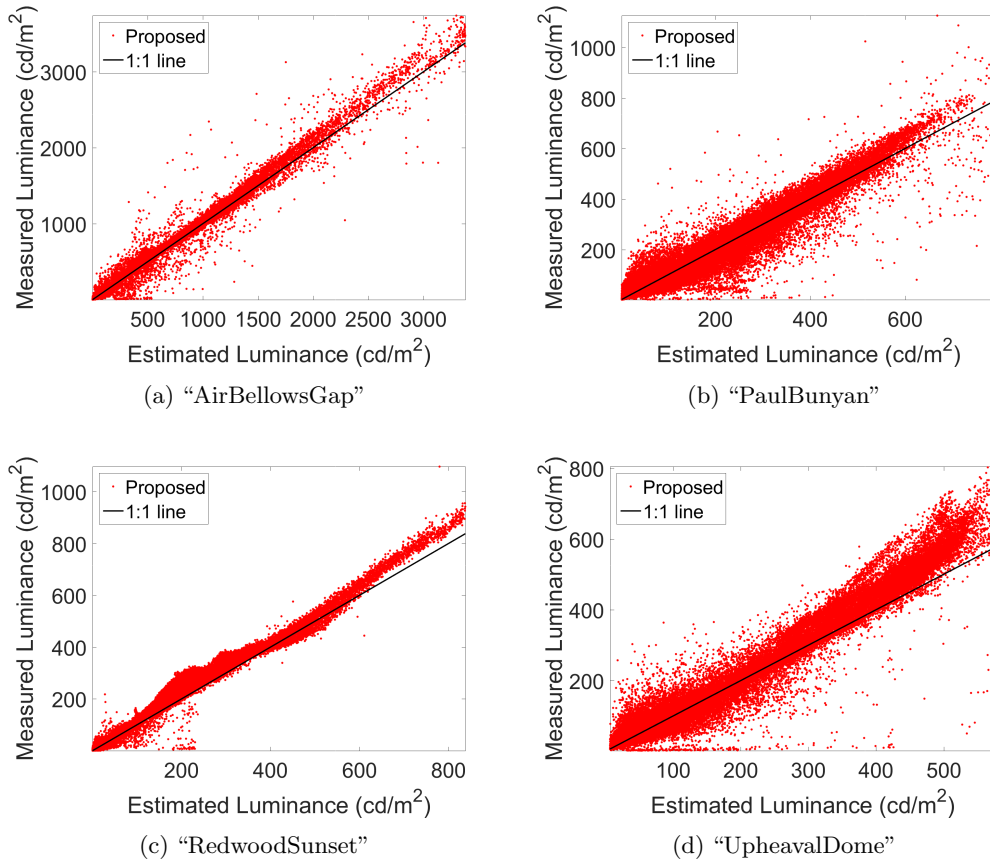 Measured Luminance (cd/m²)
3000
2000
1000
Proposed
1:1 line
500 1000 1500 2000 2500 3000
Estimated Luminance (cd/m²)
(a) “AirBellowsGap”
Measured Luminance (cd/m²)
1000
800
600
400
200
Proposed
1:1 line
200 400 600
Estimated Luminance (cd/m²)
(b) “PaulBunyan”
Measured Luminance (cd/m²)
1000
800
600
400
200
Proposed
1:1 line
200 400 600 800
Estimated Luminance (cd/m²)
(c) “RedwoodSunset”
Measured Luminance (cd/m²)
800
600
400
200
Proposed
1:1 line
100 200 300 400 500
Estimated Luminance (cd/m²)
(d) “UpheavalDome”